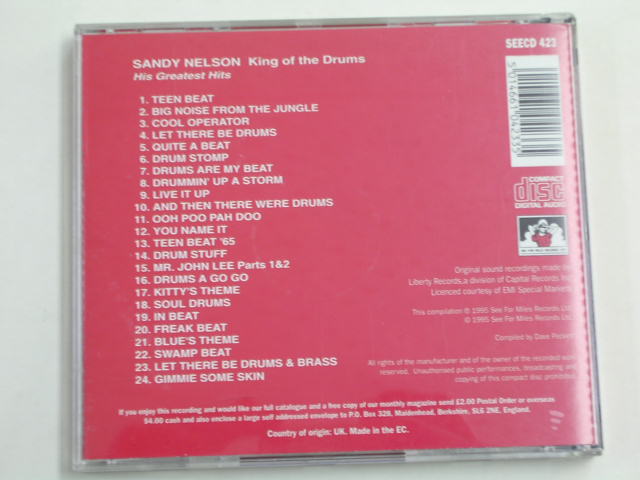 SANDY NELSON King of the Drums
His Greatest Hits
SEECD 423
1. TEEN BEAT
2. BIG NOISE FROM THE JUNGLE
3. COOL OPERATOR
4. LET THERE BE DRUMS
5. QUITE A BEAT
6. DRUM STOMP
7. DRUMS ARE MY BEAT
8. DRUMMIN' UP A STORM
9. LIVE IT UP
10. AND THEN THERE WERE DRUMS
11. OOH POO PAH DOO
12. YOU NAME IT
13. TEEN BEAT '65
14. DRUM STUFF
15. MR. JOHN LEE Parts 1&2
16. DRUMS A GO GO
17. KITTY'S THEME
18. SOUL DRUMS
19. IN BEAT
20. FREAK BEAT
21. BLUE'S THEME
22. SWAMP BEAT
23. LET THERE BE DRUMS & BRASS
24. GIMMIE SOME SKIN
5 014661 042335
COMPACT
disc
DIGITAL AUDIO
Original sound recordings made by
Liberty Records, a division of Capital Records Inc.
Licenced courtesy of EMI Special Markets
This compilation ℗ 1995 See For Miles Records Ltd.
© 1995 See For Miles Records Ltd.
Compiled by Dave
All rights of the manufacturer and of the owner of the recorded work
reserved. Unauthorised public performances, broadcasting and
copying of this compact disc prohibited.
If you enjoy this recording and would like our full catalogue and a free copy of our monthly magazine send £2.00 Postal Order or overseas
$4.00 cash and also enclose a large self addressed envelope to P.O. Box 328, Maidenhead, Berkshire, SL6 2NE, England.
Country of origin: UK. Made in the EC.